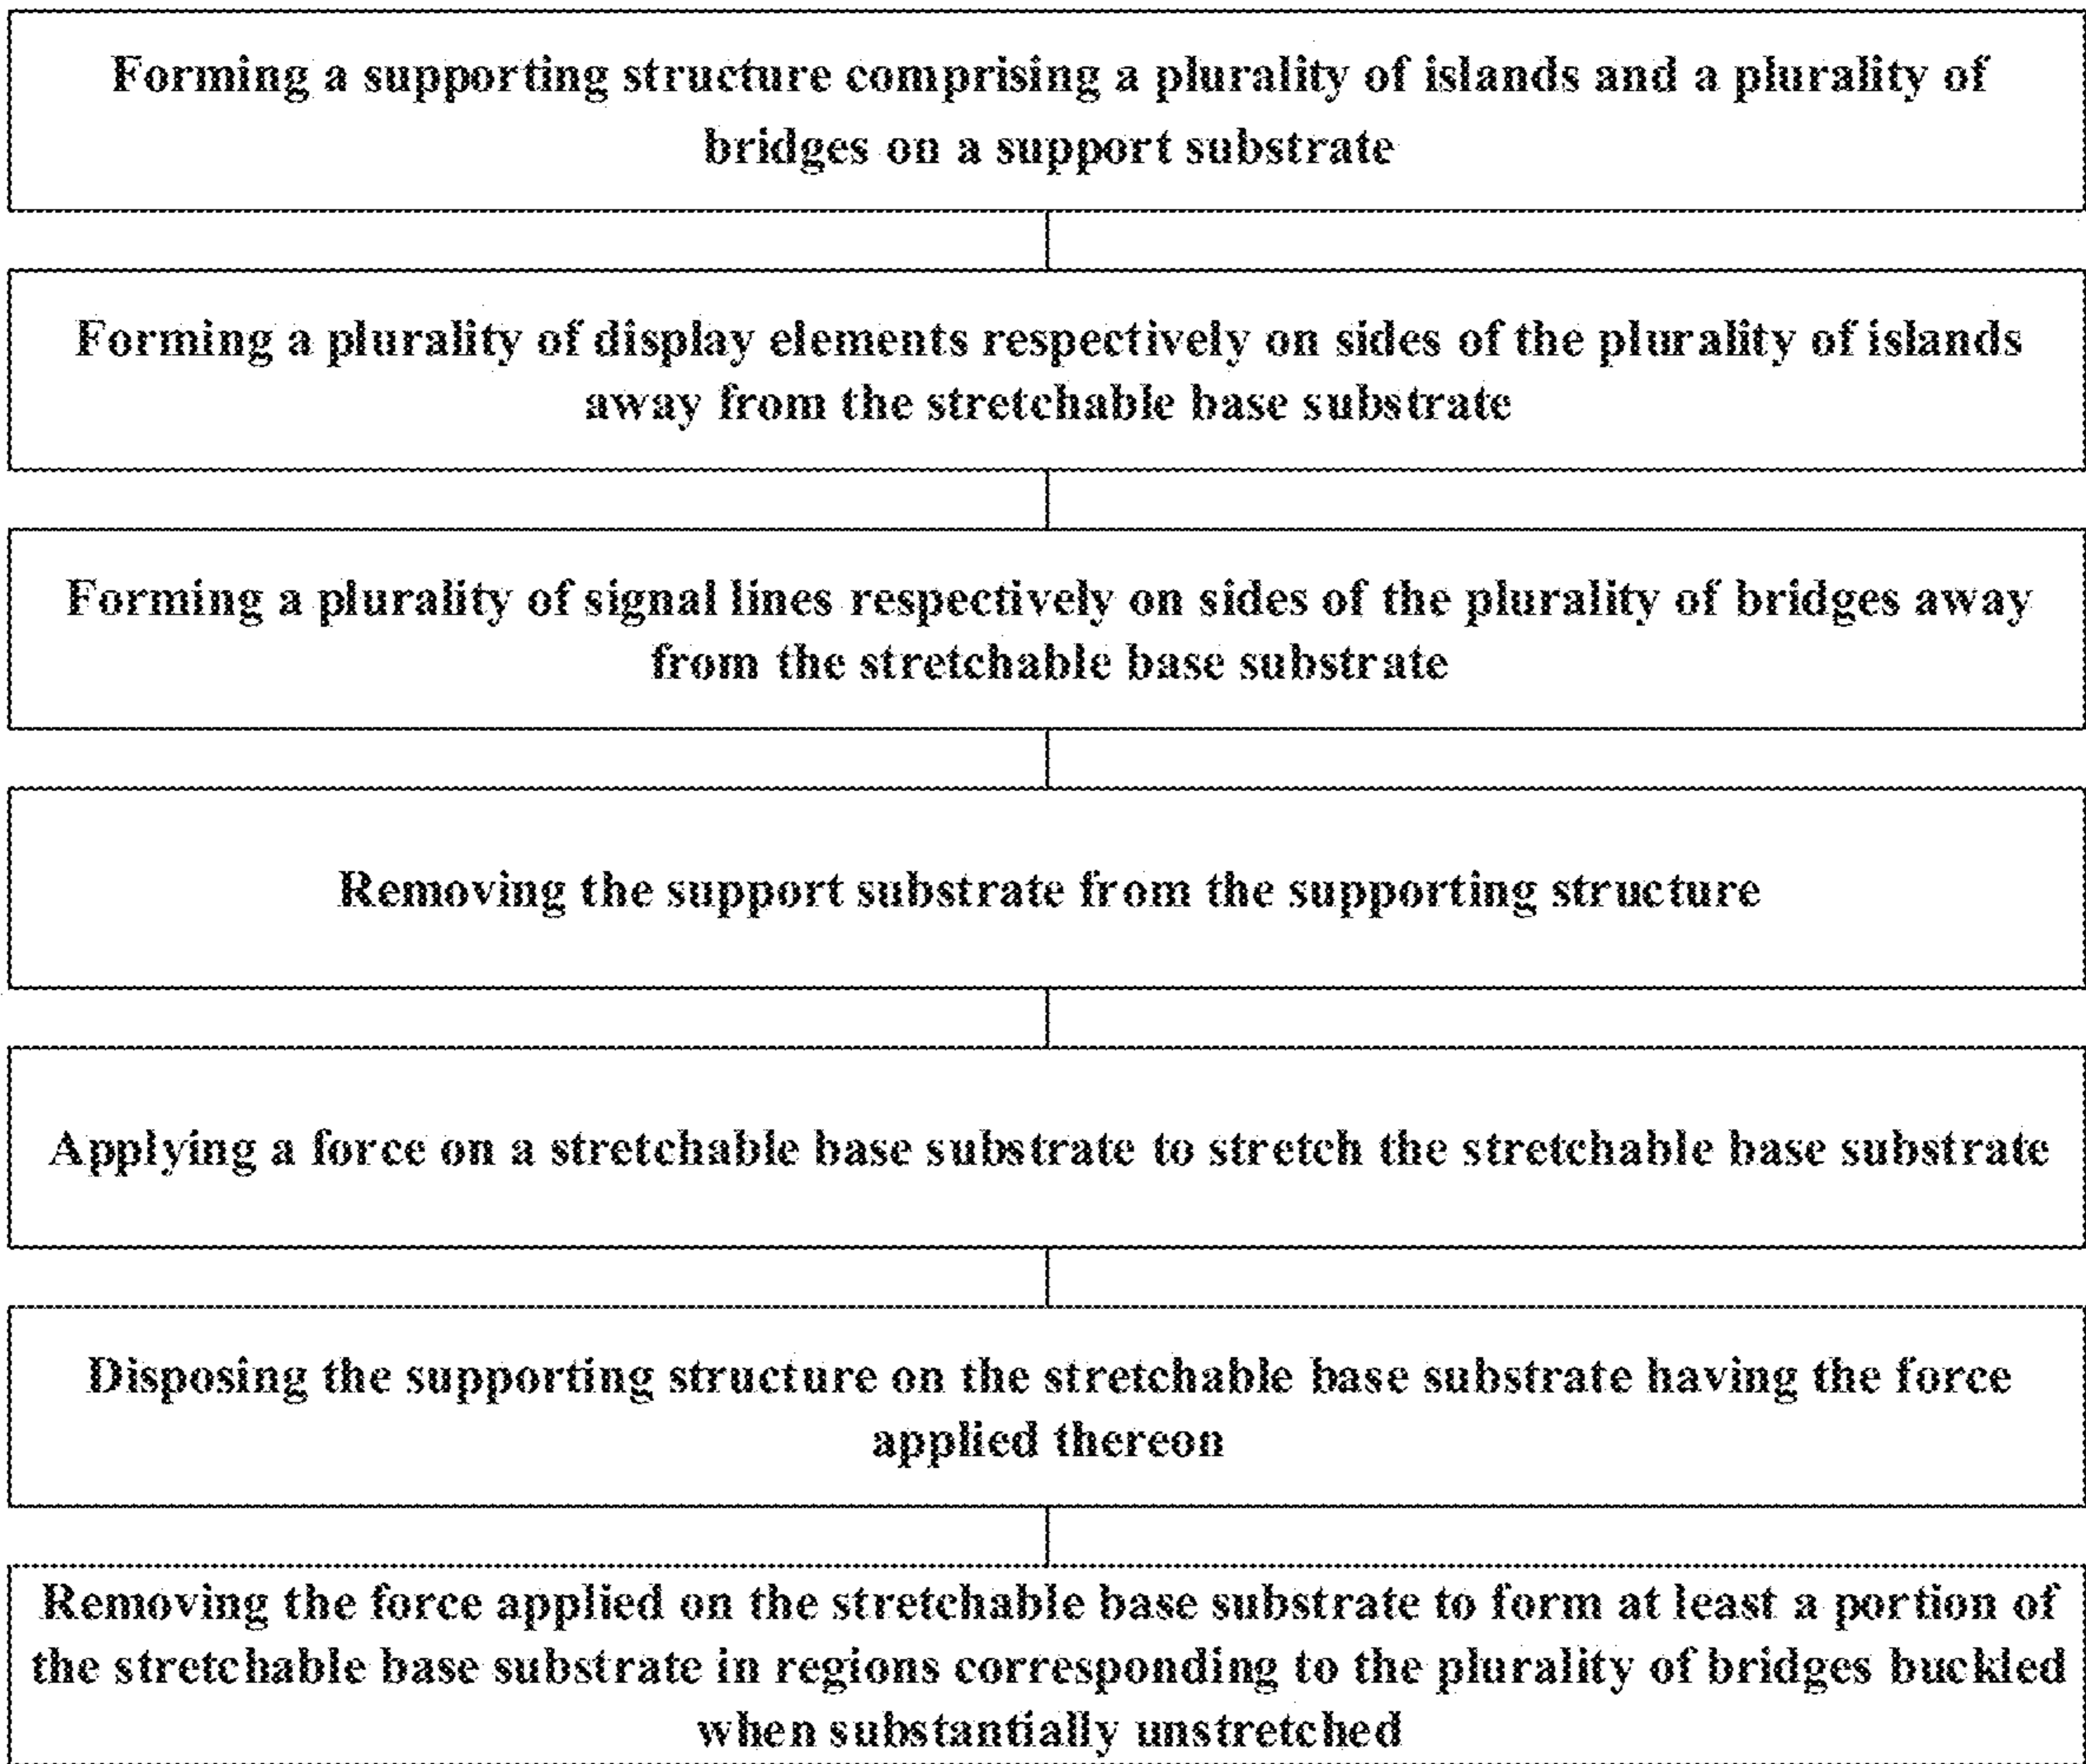 Forming a supporting structure comprising a plurality of islands and a plurality of
bridges on a support substrate
Forming a plurality of display elements respectively on sides of the plurality of islands
away from the stretchable base substrate
Forming a plurality of signal lines respectively on sides of the plurality of bridges away
from the stretchable base substrate
Removing the support substrate from the supporting structure
Applying a force on a stretchable base substrate to stretch the stretchable base substrate
Disposing the supporting structure on the stretchable base substrate having the force
applied thereon
Removing the force applied on the stretchable base substrate to form at least a portion of
the stretchable base substrate in regions corresponding to the plurality of bridges buckled
when substantially unstretched